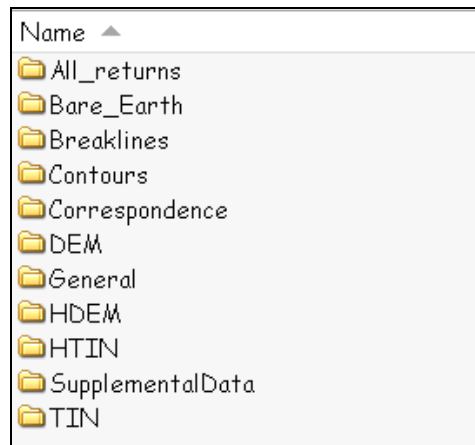 Name
All_returns
Bare_Earth
Breaklines
Contours
Correspondence
DEM
General
HDEM
HTIN
SupplementalData
TIN